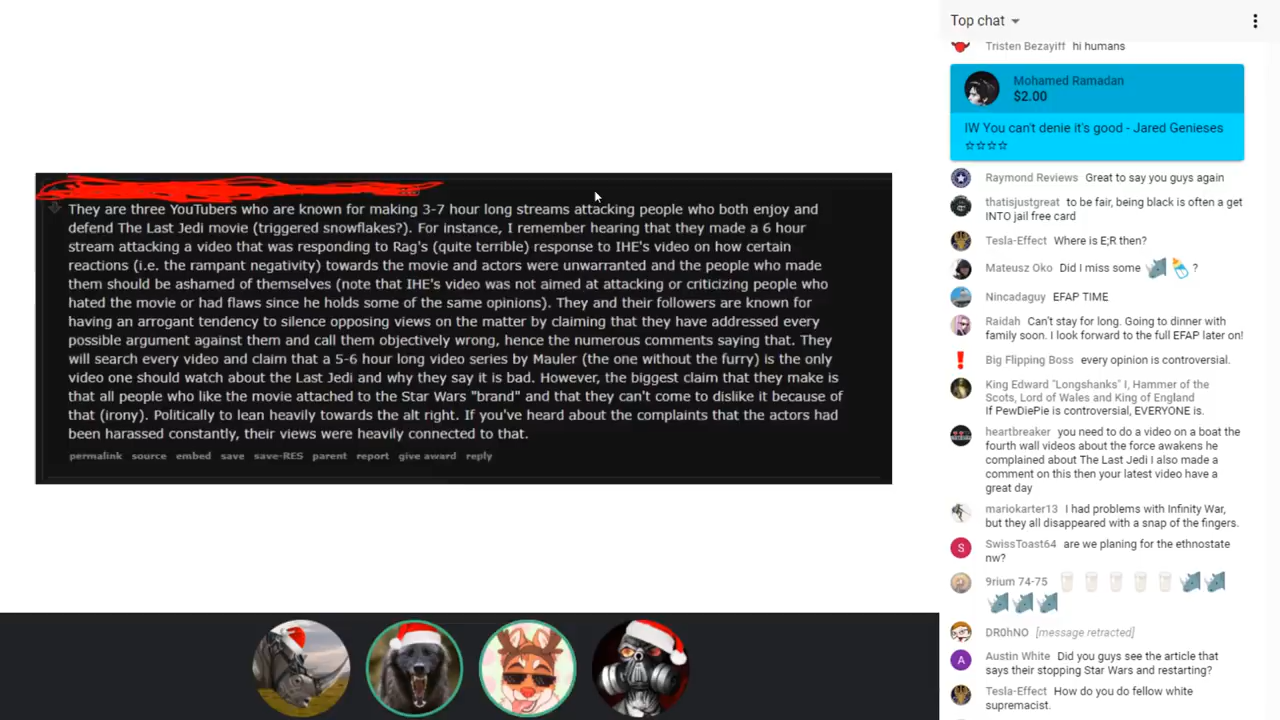 They are three YouTubers who are known for making 3-7 hour long streams attacking people who both enjoy and
defend The Last Jedi movie (triggered snowflakes?). For instance, I remember hearing that they made a 6 hour
stream attacking a video that was responding to Rag's (quite terrible) response to IHE's video on how certain
reactions (i.e. the rampant negativity) towards the movie and actors were unwarranted and the people who made
them should be ashamed of themselves (note that IHE's video was not aimed at attacking or criticizing people who
hated the movie or had flaws since he holds some of the same opinions). They and their followers are known for
having an arrogant tendency to silence opposing views on the matter by claiming that they have addressed every
possible argument against them and call them objectively wrong, hence the numerous comments saying that. They
will search every video and claim that a 5-6 hour long video series by Mauler (the one without the furry) is the only
video one should watch about the Last Jedi and why they say it is bad. However, the biggest claim that they make is
that all people who like the movie attached to the Star Wars "brand" and that they can't come to dislike it because of
that (irony). Politically to lean heavily towards the alt right. If you've heard about the complaints that the actors had
been harassed constantly, their views were heavily connected to that.
permalink source embed save save-RES parent report give award reply
Top chat
Tristen Bezayiff hi humans
Mohamed Ramadan
$2.00
IW You can't denie it's good - Jared Genieses
☆☆☆☆
Raymond Reviews Great to say you guys again
thatisjustgreat to be fair, being black is often a get
INTO jail free card
Tesla-Effect Where is E;R then?
Mateusz Oko Did I miss some ?
Nincadaguy EFAP TIME
Raidah Can't stay for long. Going to dinner with
family soon. I look forward to the full EFAP later on!
Big Flipping Boss every opinion is controversial.
King Edward "Longshanks" I, Hammer of the
Scots, Lord of Wales and King of England
If PewDiePie is controversial, EVERYONE is.
heartbreaker you need to do a video on a boat the
fourth wall videos about the force awakens he
complained about The Last Jedi I also made a
comment on this then your latest video have a
great day
mariokarter13 I had problems with Infinity War,
but they all disappeared with a snap of the fingers.
S
SwissToast64 are we planing for the ethnostate
nw?
9rium 74-75
DR0hNO [message retracted]
A
Austin White Did you guys see the article that
says their stopping Star Wars and restarting?
Tesla-Effect How do you do fellow white
supremacist.